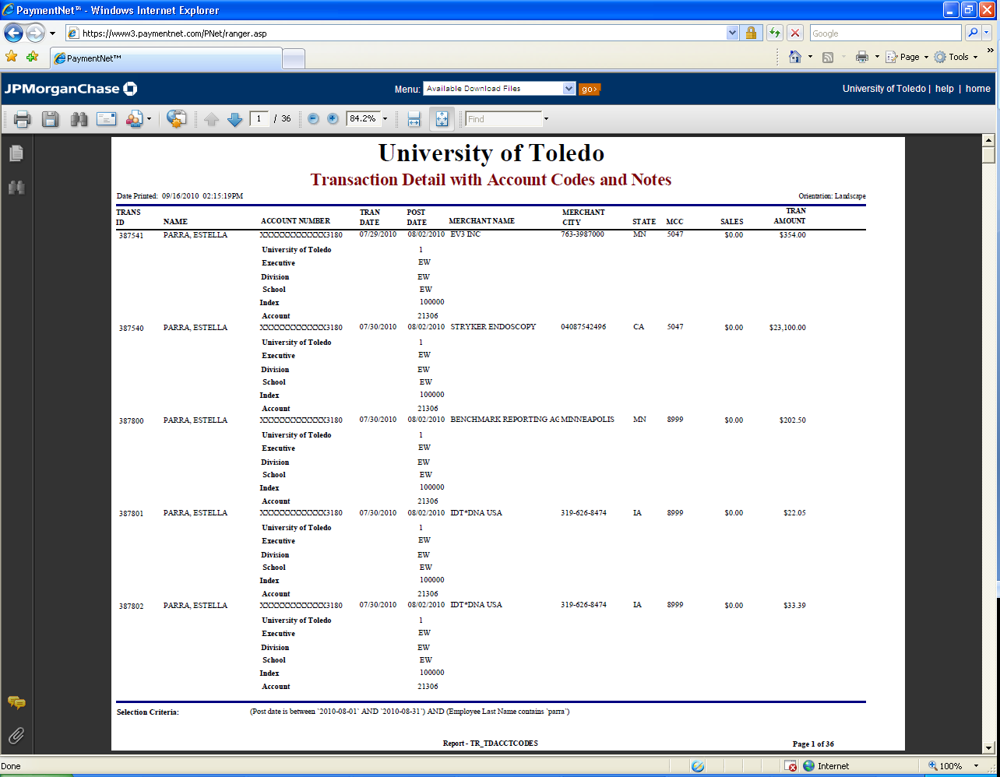 PaymentNet™ - Windows Internet Explorer
https://www3.paymentnet.com/PNet/ranger.asp
Google
PaymentNet™
Page
Tools
JPMorganChase
Menu: Available Download Files go
University of Toledo | help | home
1 / 36 84.2% Find
University of Toledo
Transaction Detail with Account Codes and Notes
Date Printed: 09/16/2010 02:15:19PM Orientation: Landscape
TRANS ID NAME ACCOUNT NUMBER TRAN DATE POST DATE MERCHANT NAME MERCHANT CITY STATE MCC SALES TRAN AMOUNT
387541 PARRA, ESTELLA XXXXXXXXXXXX3180 07/29/2010 08/02/2010 EV3 INC 763-3987000 MN 5047 $0.00 $354.00
University of Toledo 1
Executive EW
Division EW
School EW
Index 100000
Account 21306
387540 PARRA, ESTELLA XXXXXXXXXXXX3180 07/30/2010 08/02/2010 STRYKER ENDOSCOPY 04087542496 CA 5047 $0.00 $23,100.00
University of Toledo 1
Executive EW
Division EW
School EW
Index 100000
Account 21306
387800 PARRA, ESTELLA XXXXXXXXXXXX3180 07/30/2010 08/02/2010 BENCHMARK REPORTING AG MINNEAPOLIS MN 8999 $0.00 $202.50
University of Toledo 1
Executive EW
Division EW
School EW
Index 100000
Account 21306
387801 PARRA, ESTELLA XXXXXXXXXXXX3180 07/30/2010 08/02/2010 IDT*DNA USA 319-626-8474 IA 8999 $0.00 $22.05
University of Toledo 1
Executive EW
Division EW
School EW
Index 100000
Account 21306
387802 PARRA, ESTELLA XXXXXXXXXXXX3180 07/30/2010 08/02/2010 IDT*DNA USA 319-626-8474 IA 8999 $0.00 $33.39
University of Toledo 1
Executive EW
Division EW
School EW
Index 100000
Account 21306
Selection Criteria: (Post date is between `2010-08-01` AND `2010-08-31`) AND (Employee Last Name contains `parra`)
Report - TR_TDACCTCODES Page 1 of 36
Done Internet 100%